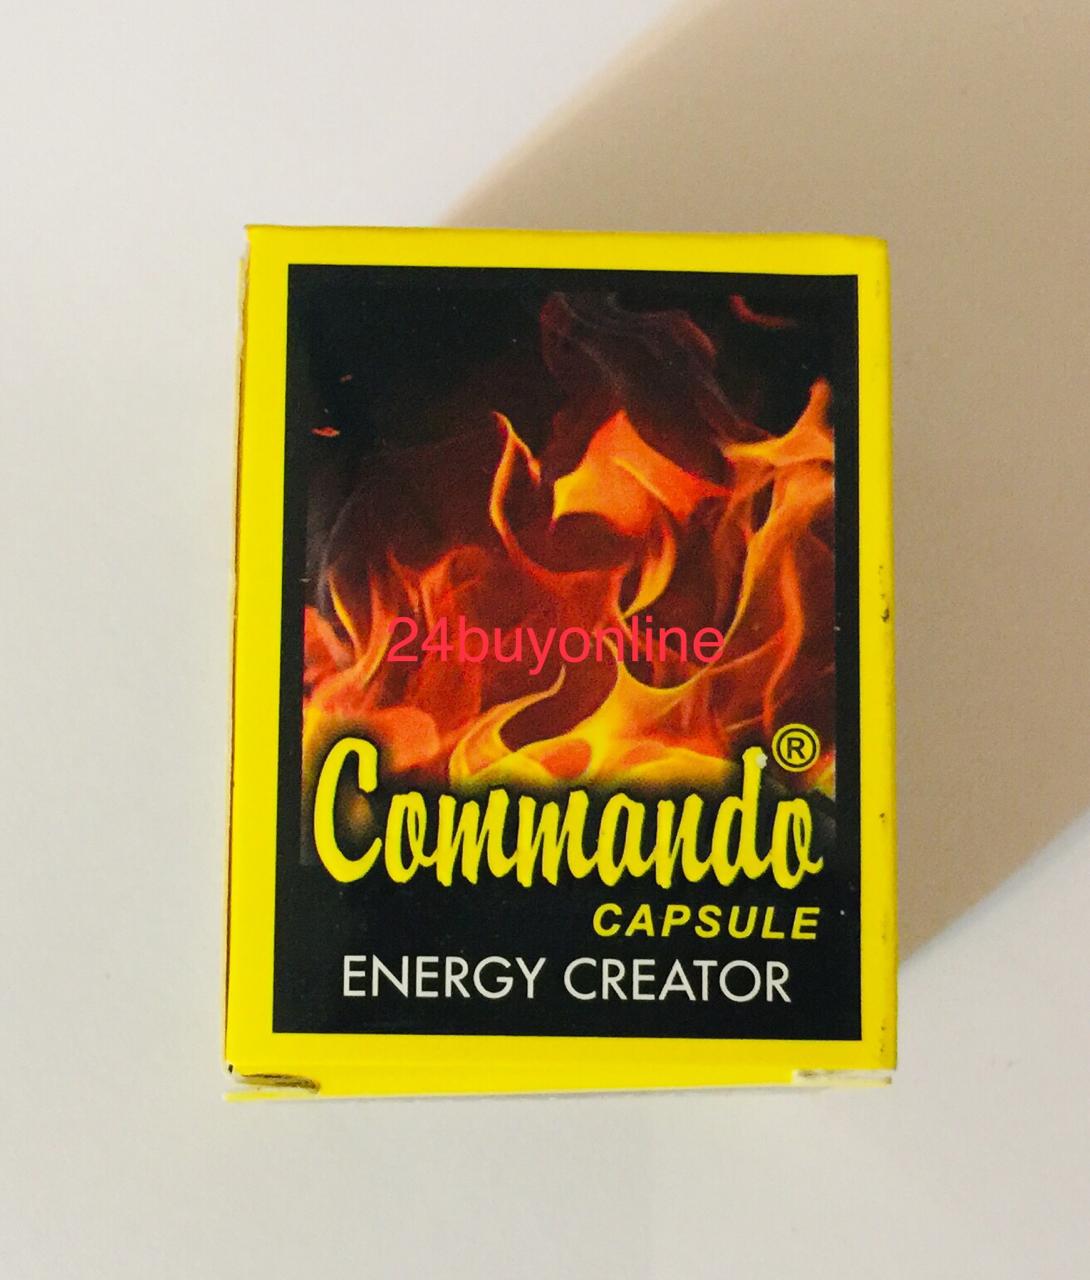 24buyonline
Commando®
CAPSULE
ENERGY CREATOR